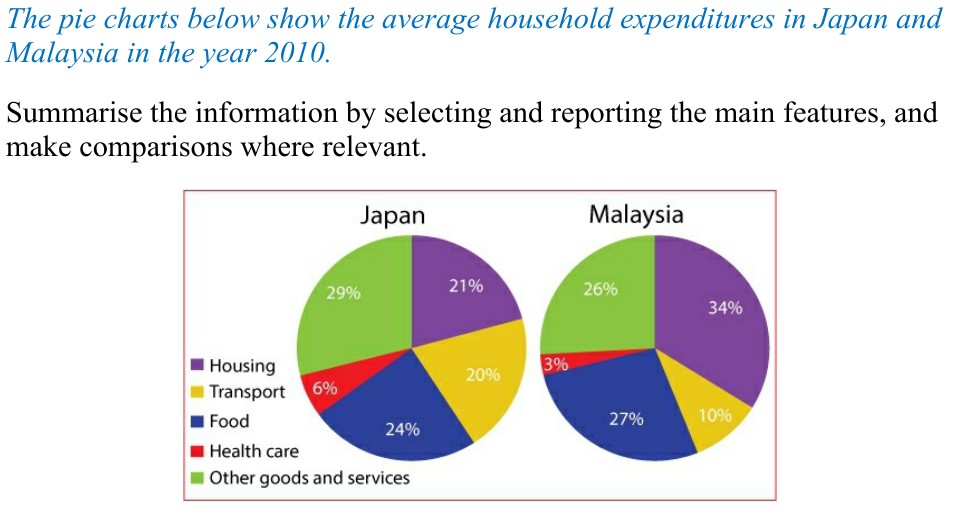 The pie charts below show the average household expenditures in Japan and
Malaysia in the year 2010.
Summarise the information by selecting and reporting the main features, and
make comparisons where relevant.
Japan
Malaysia
29%
21%
20%
24%
6%
26%
34%
10%
27%
3%
Housing
Transport
Food
Health care
Other goods and services